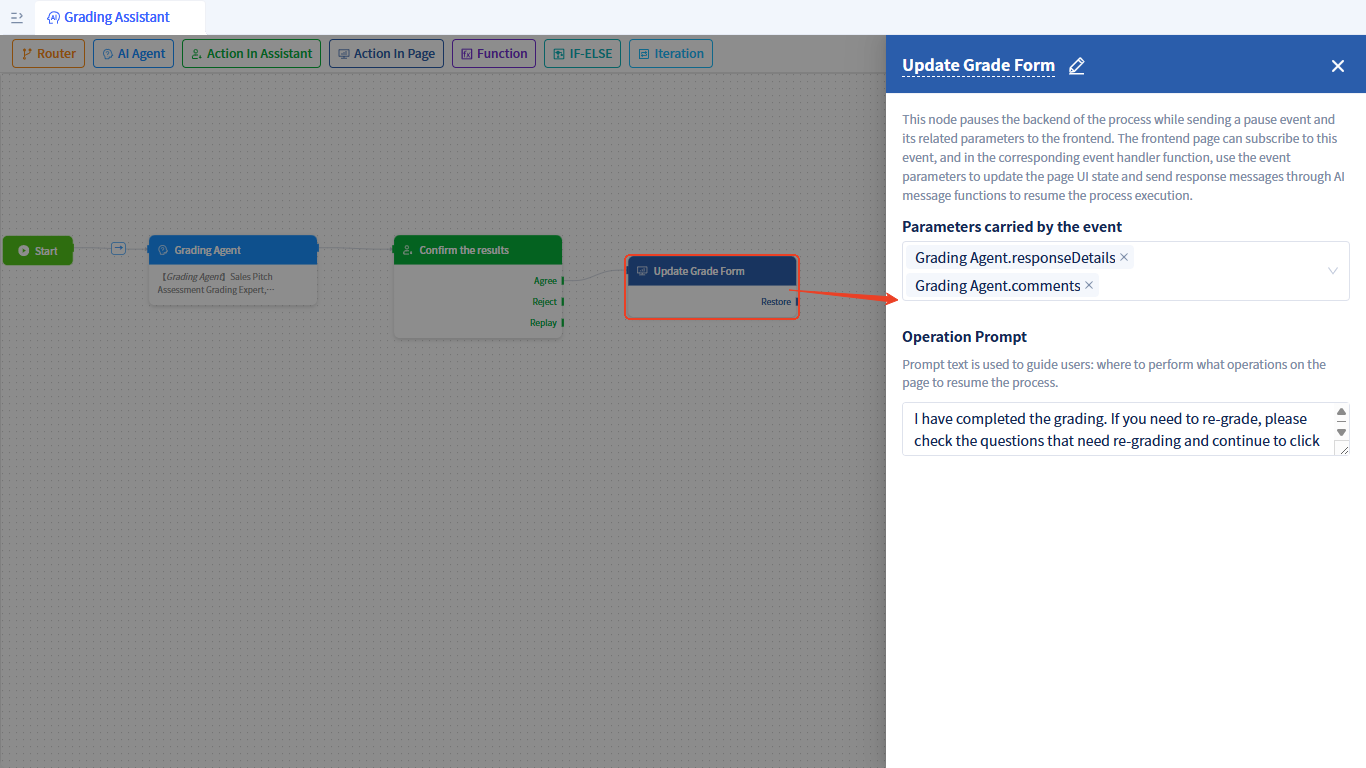 Grading Assistant
Router
AI Agent
Action In Assistant
Action In Page
Function
IF-ELSE
Iteration
Start
Grading Agent
【Grading Agent】Sales Pitch
Assessment Grading Expert,···
Confirm the results
Agree
Reject
Replay
Update Grade Form
Restore
Update Grade Form
This node pauses the backend of the process while sending a pause event and
its related parameters to the frontend. The frontend page can subscribe to this
event, and in the corresponding event handler function, use the event
parameters to update the page UI state and send response messages through AI
message functions to resume the process execution.
Parameters carried by the event
Grading Agent.responseDetails
Grading Agent.comments
Operation Prompt
Prompt text is used to guide users: where to perform what operations on the
page to resume the process.
I have completed the grading. If you need to re-grade, please
check the questions that need re-grading and continue to click